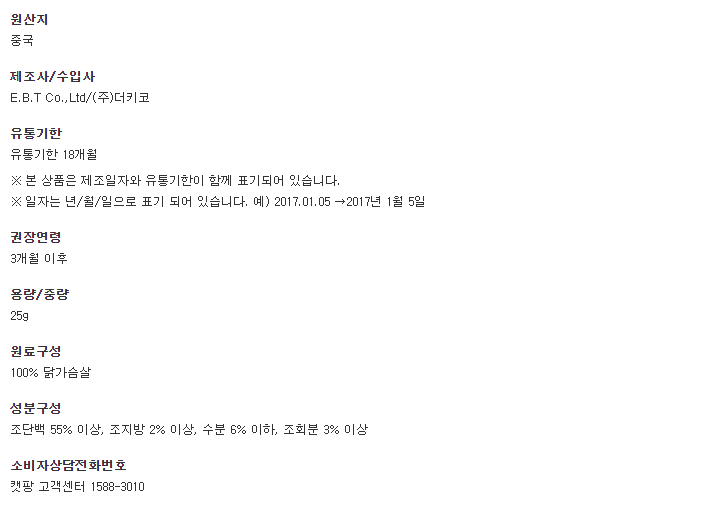 원산지
중국
제조사/수입사
E.B.T Co.,Ltd/(주)더키코
유통기한
유통기한 18개월
※ 본 상품은 제조일자와 유통기한이 함께 표기되어 있습니다.
※ 일자는 년/월/일으로 표기 되어 있습니다. 예) 2017.01.05 →2017년 1월 5일
권장연령
3개월 이후
용량/중량
25g
원료구성
100% 닭가슴살
성분구성
조단백 55% 이상, 조지방 2% 이상, 수분 6% 이하, 조회분 3% 이상
소비자상담전화번호
캣팡 고객센터 1588-3010